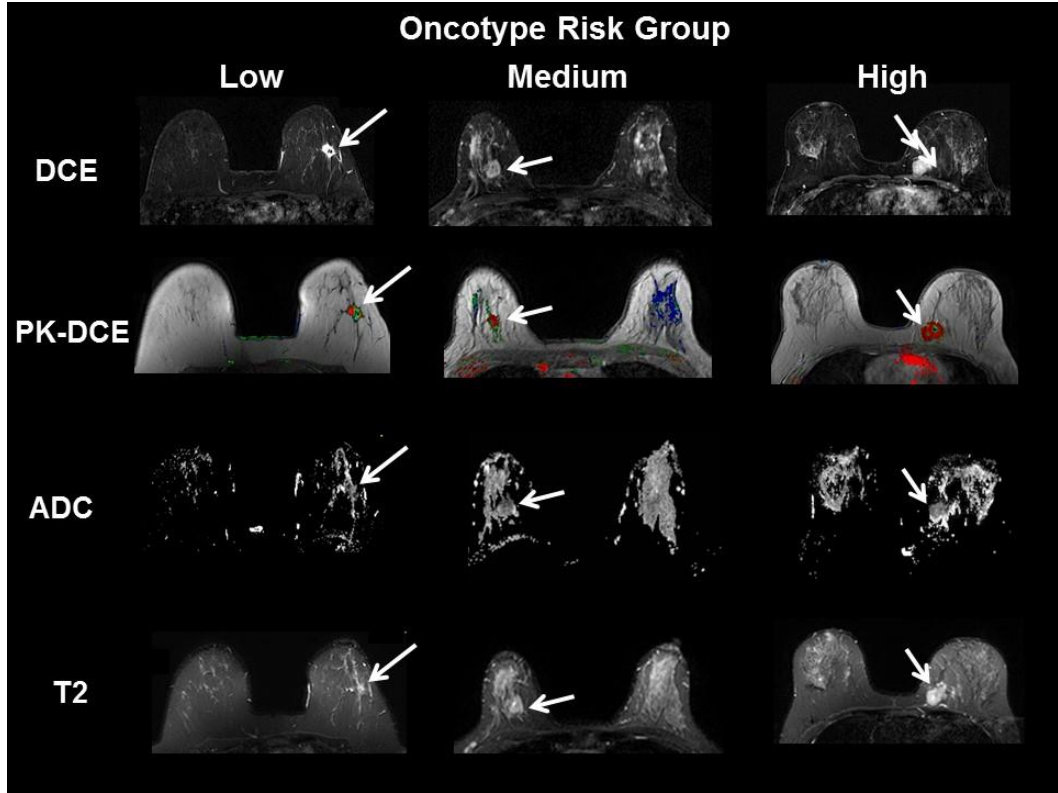 Oncotype Risk Group
Low Medium High
DCE
PK-DCE
ADC
T2